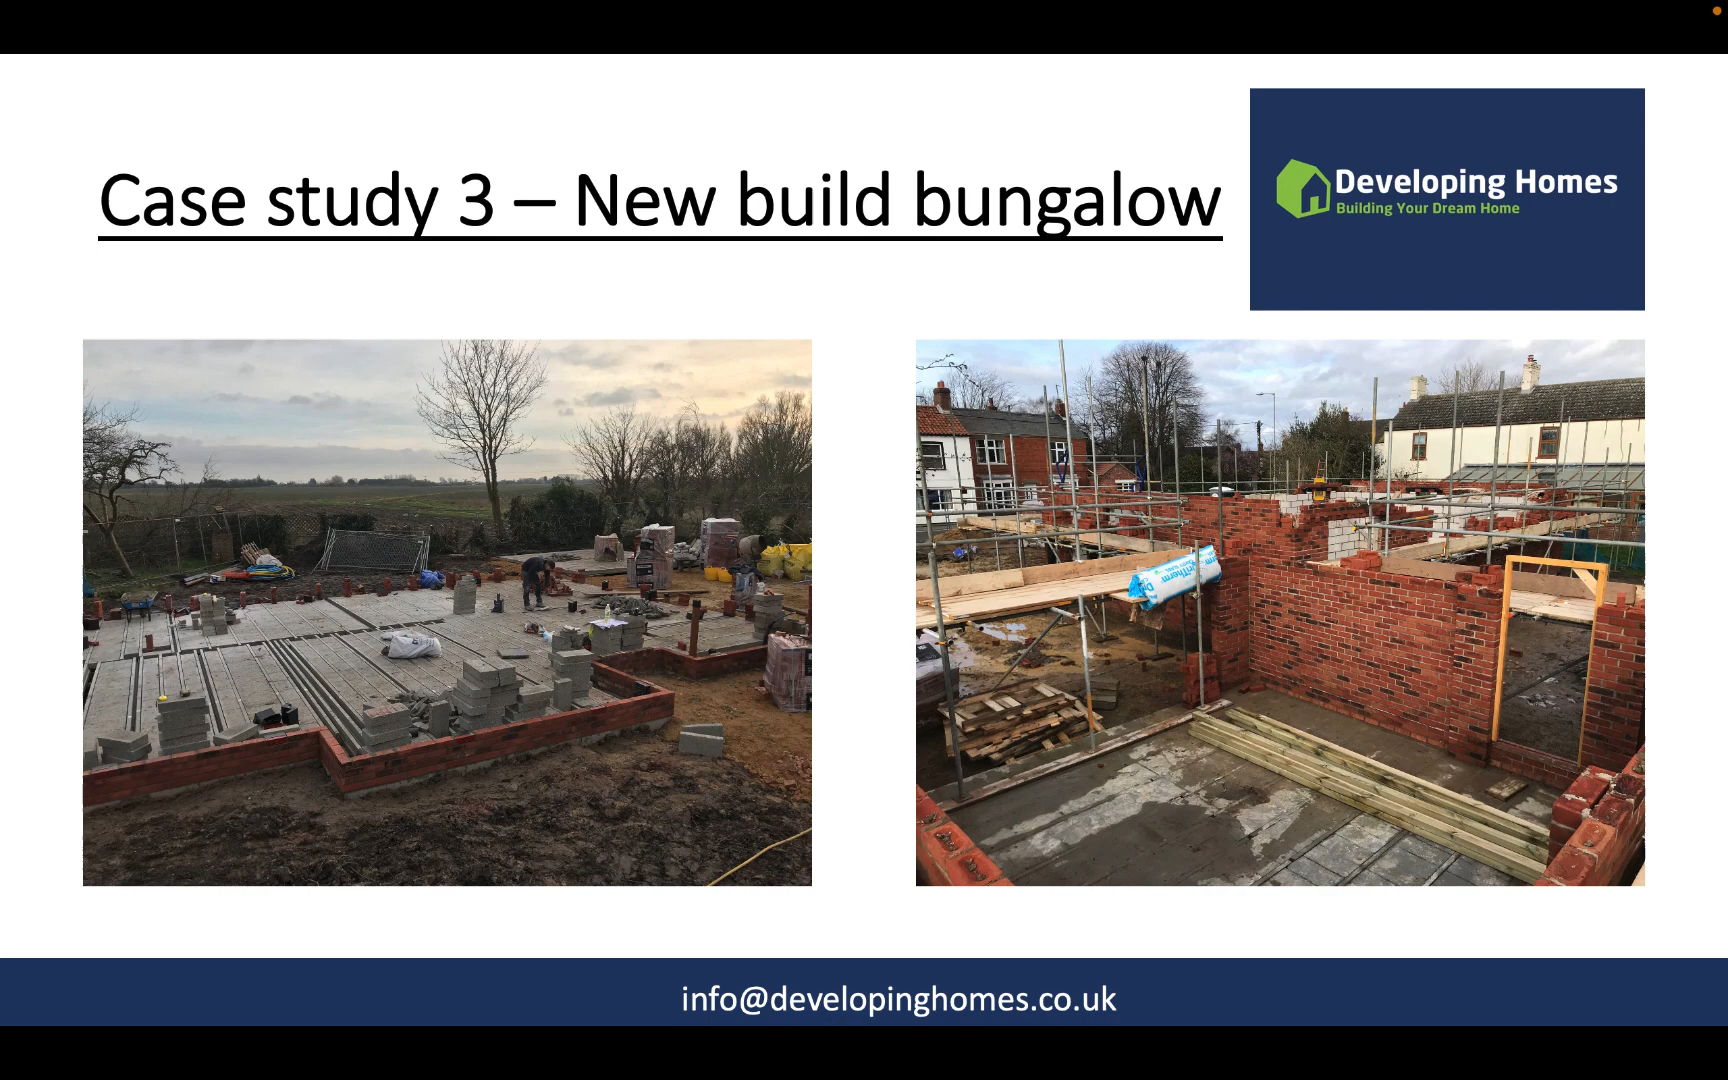 Case study 3 – New build bungalow
Developing Homes
Building Your Dream Home
info@developinghomes.co.uk